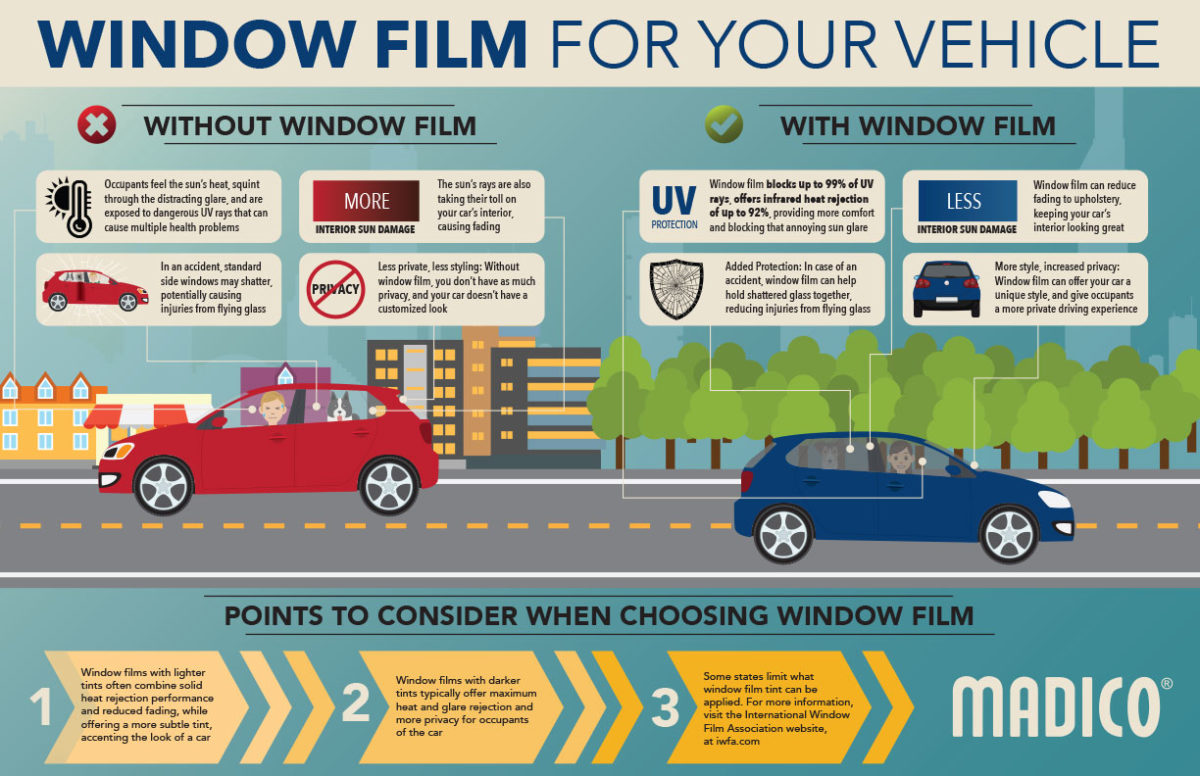 WINDOW FILM FOR YOUR VEHICLE
WITHOUT WINDOW FILM
Occupants feel the sun's heat, squint
through the distracting glare, and are
exposed to dangerous UV rays that can
cause multiple health problems
MORE
INTERIOR SUN DAMAGE
The sun's rays are also
taking their toll on
your car's interior,
causing fading
In an accident, standard
side windows may shatter,
potentially causing
injuries from flying glass
PRIVACY
Less private, less styling: Without
window film, you don't have as much
privacy, and your car doesn't have a
customized look
WITH WINDOW FILM
UV
PROTECTION
Window film blocks up to 99% of UV
rays, offers infrared heat rejection
of up to 92%, providing more comfort
and blocking that annoying sun glare
LESS
INTERIOR SUN DAMAGE
Window film can reduce
fading to upholstery,
keeping your car's
interior looking great
Added Protection: In case of an
accident, window film can help
hold shattered glass together,
reducing injuries from flying glass
More style, increased privacy:
Window film can offer your car a
unique style, and give occupants
a more private driving experience
POINTS TO CONSIDER WHEN CHOOSING WINDOW FILM
1
Window films with lighter
tints often combine solid
heat rejection performance
and reduced fading, while
offering a more subtle tint,
accenting the look of a car
2
Window films with darker
tints typically offer maximum
heat and glare rejection and
more privacy for occupants
of the car
3
Some states limit what
window film tint can be
applied. For more information,
visit the International Window
Film Association website,
at iwfa.com
MADICO®